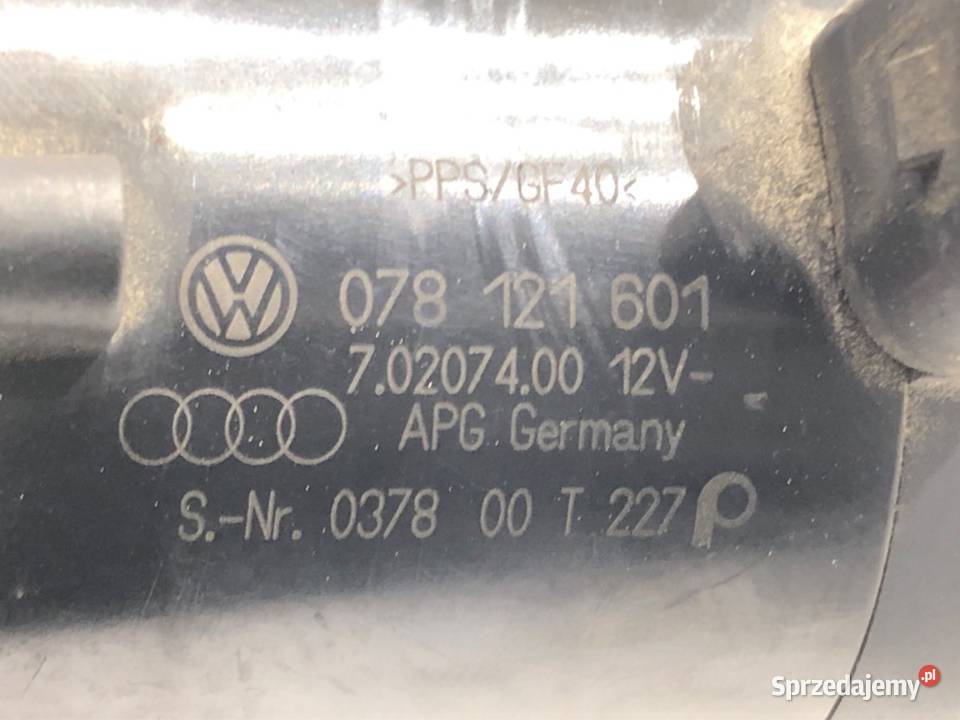 >PPS/GF40<
078 121 601
7.02074.00 12V-
APG Germany
S.-Nr. 0378 00 T 227
Sprzedajemy.pl